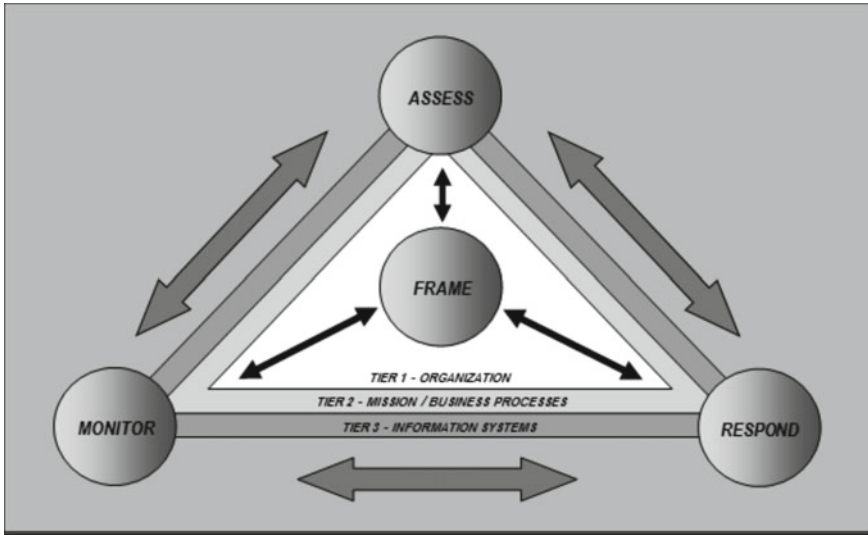 ASSESS
FRAME
TIER 1 - ORGANIZATION
TIER 2 - MISSION / BUSINESS PROCESSES
MONITOR
TIER 3 - INFORMATION SYSTEMS
RESPOND